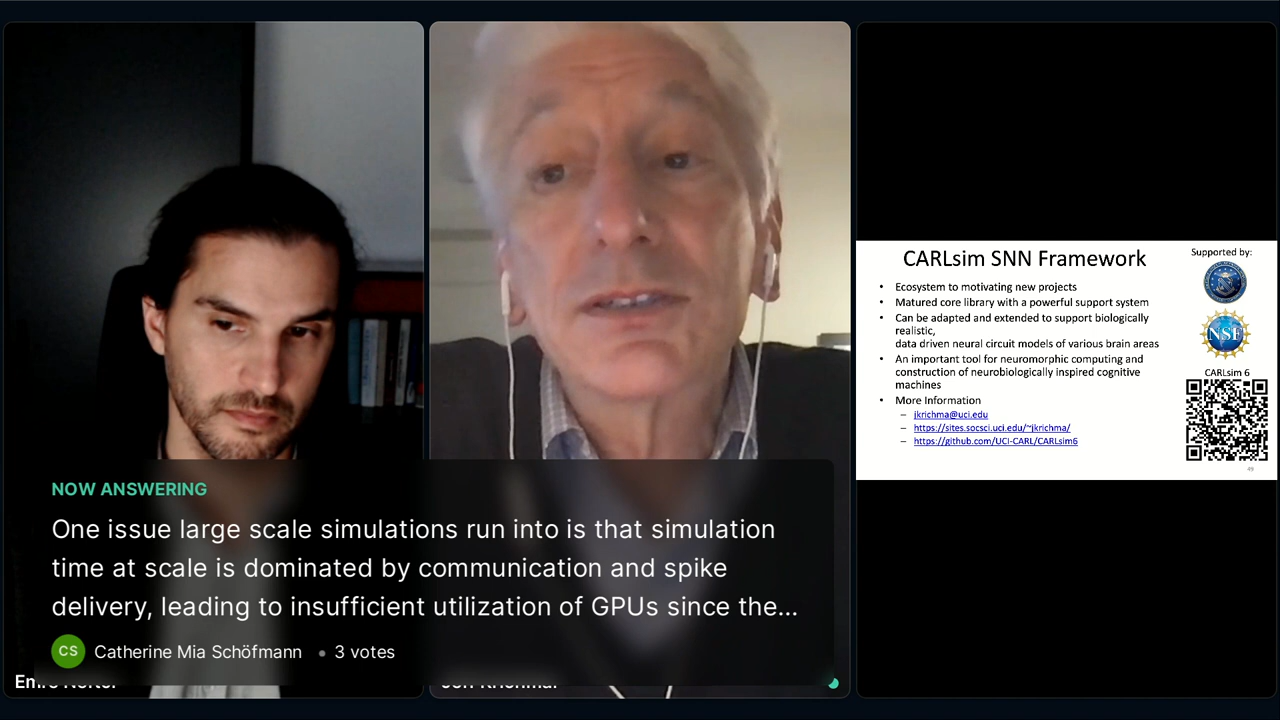 CARLsim SNN Framework
Supported by:
• Ecosystem to motivating new projects
• Matured core library with a powerful support system
• Can be adapted and extended to support biologically
realistic,
data driven neural circuit models of various brain areas
• An important tool for neuromorphic computing and
construction of neurobiologically inspired cognitive
machines
• More Information
– jkrichma@uci.edu
– https://sites.socsci.uci.edu/~jkrichma/
– https://github.com/UCI-CARL/CARLsim6
NSF
CARLsim 6
49
NOW ANSWERING
One issue large scale simulations run into is that simulation
time at scale is dominated by communication and spike
delivery, leading to insufficient utilization of GPUs since the...
CS Catherine Mia Schöfmann • 3 votes